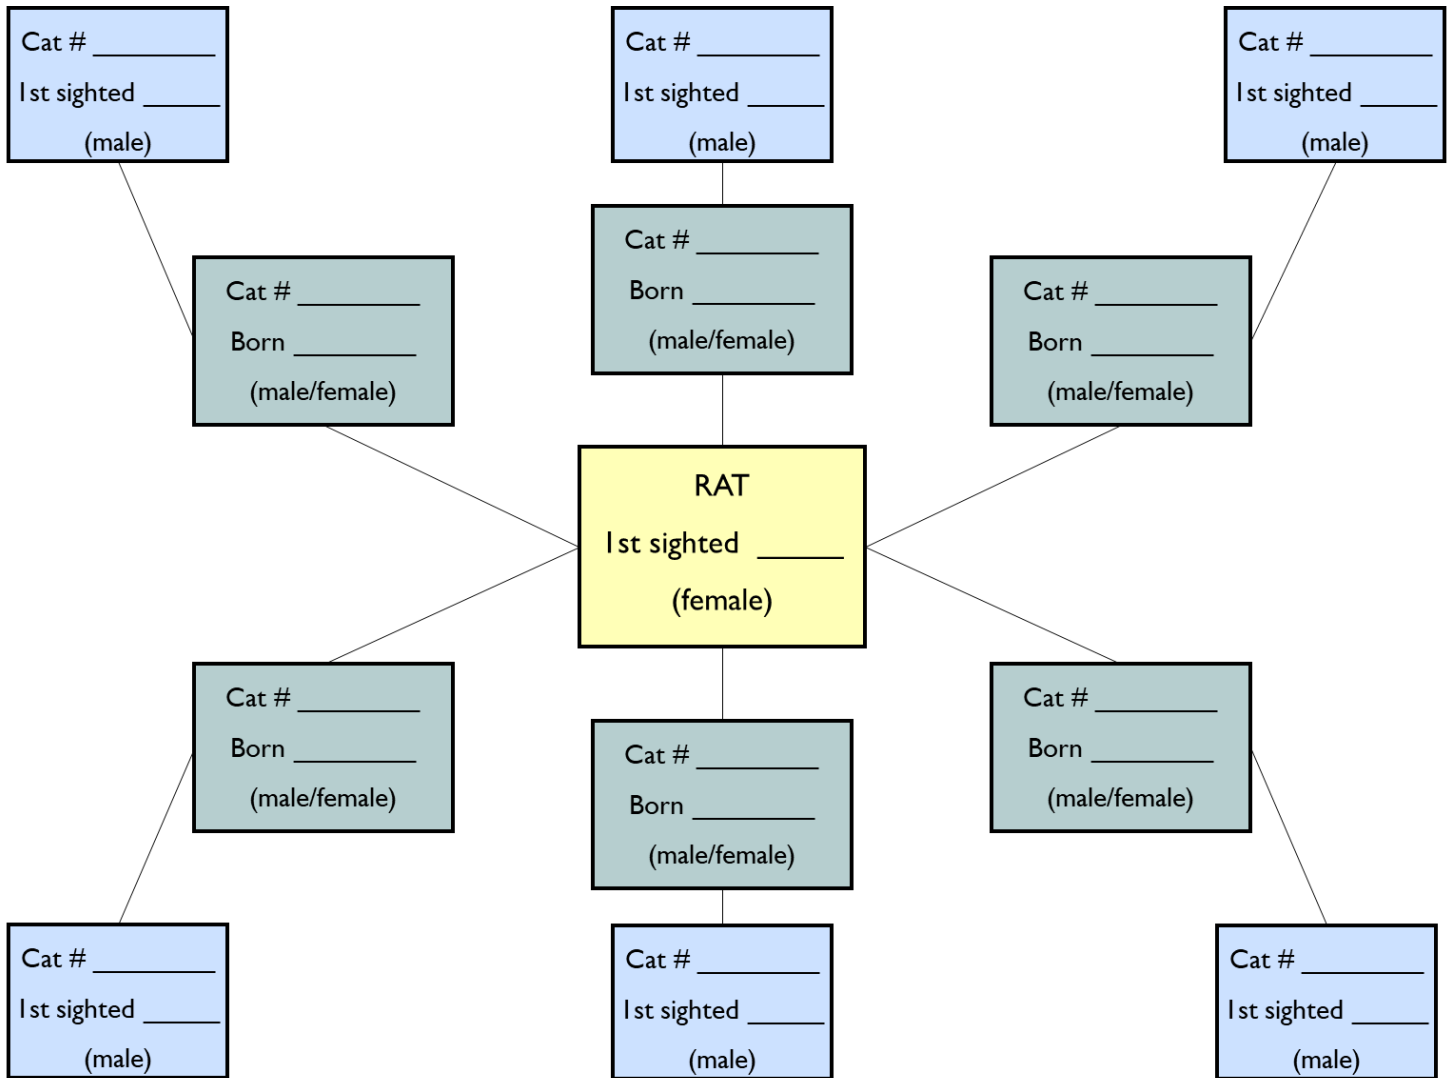 Cat # ________
1st sighted _____
(male)
Cat # ________
1st sighted _____
(male)
Cat # ________
1st sighted _____
(male)
Cat # ________
Born ________
(male/female)
Cat # ________
Born ________
(male/female)
Cat # ________
Born ________
(male/female)
RAT
1st sighted _____
(female)
Cat # ________
Born ________
(male/female)
Cat # ________
Born ________
(male/female)
Cat # ________
Born ________
(male/female)
Cat # ________
1st sighted _____
(male)
Cat # ________
1st sighted _____
(male)
Cat # ________
1st sighted _____
(male)